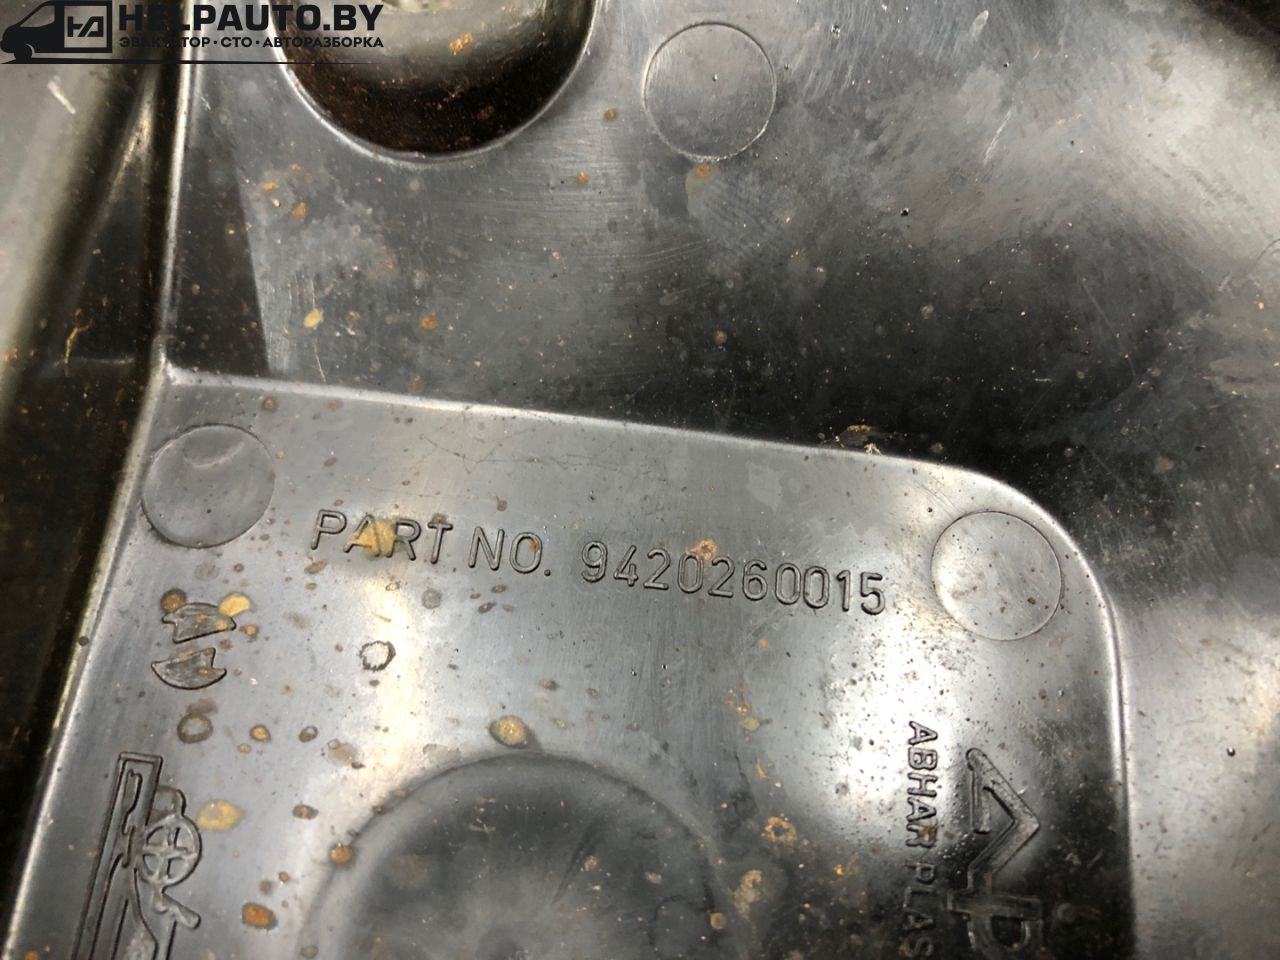 HELPAUTO.BY
ЭВАКУАТОР · СТО · АВТОРАЗБОРКА
PART NO. 9420260015
ABHAR PLAS